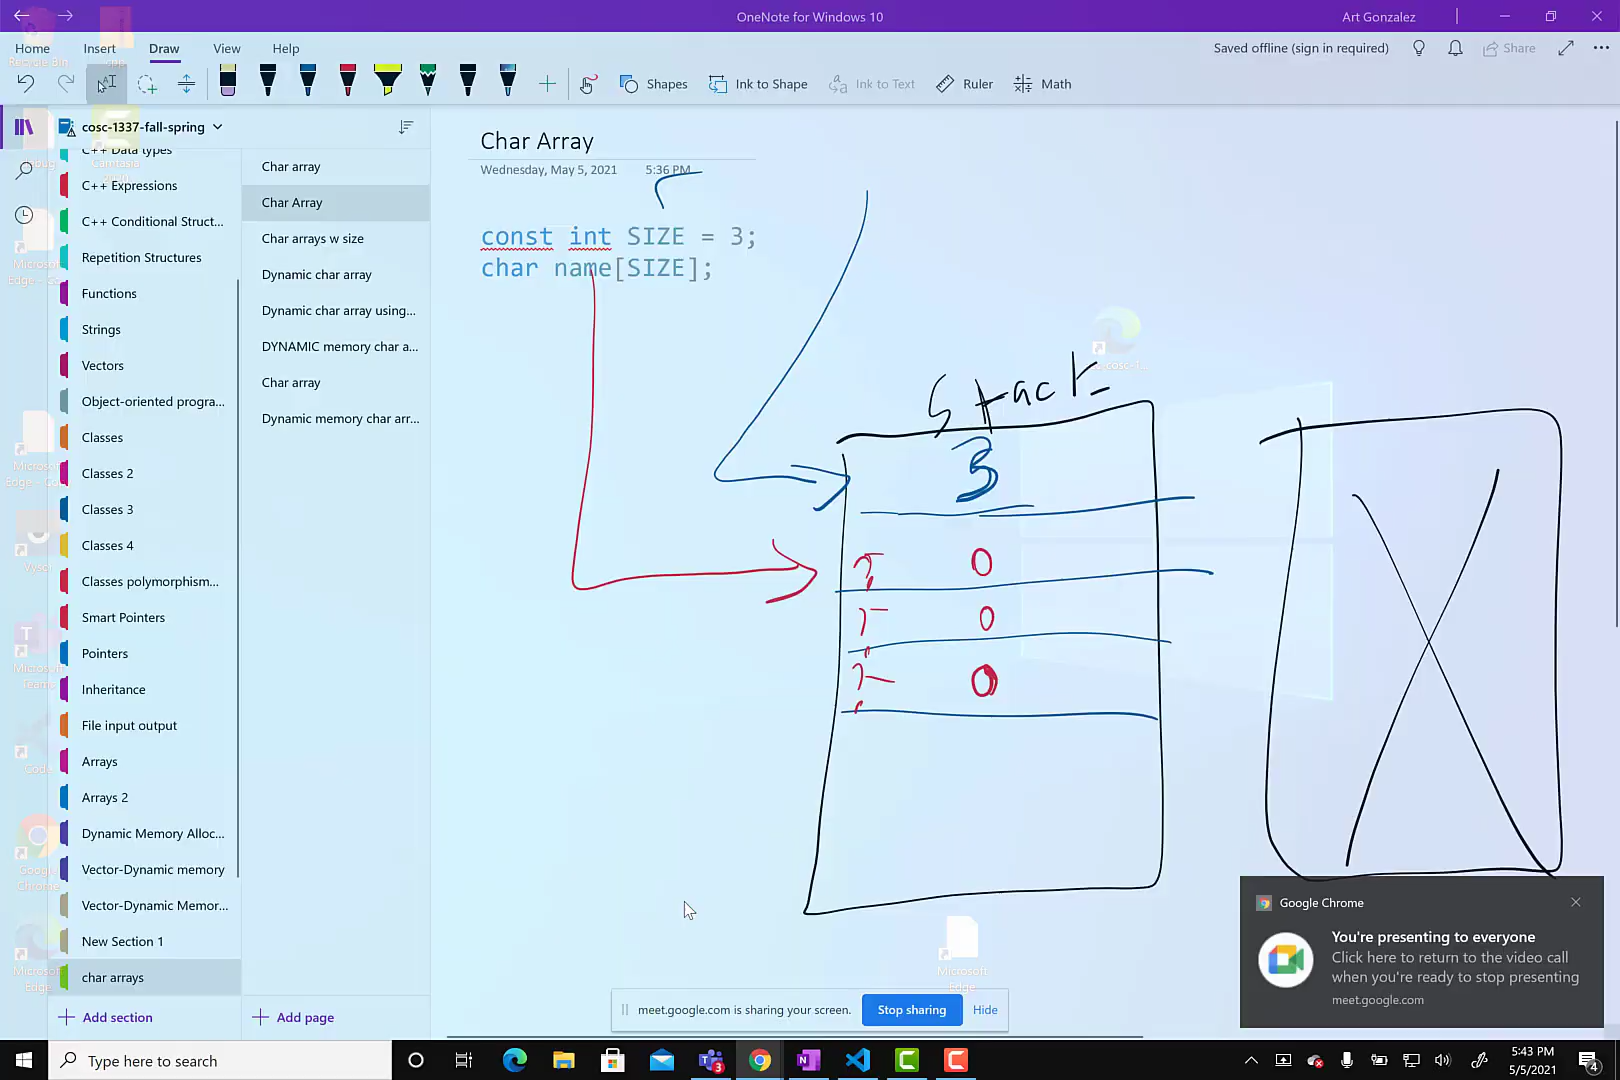 OneNote for Windows 10
Art Gonzalez
Home Insert Draw View Help
Saved offline (sign in required)
Share
Shapes
Ink to Shape
Ink to Text
Ruler
Math
cosc-1337-fall-spring
C++ Data types
C++ Expressions
C++ Conditional Struct...
Repetition Structures
Functions
Strings
Vectors
Object-oriented progra...
Classes
Classes 2
Classes 3
Classes 4
Classes polymorphism...
Smart Pointers
Pointers
Inheritance
File input output
Arrays
Arrays 2
Dynamic Memory Alloc...
Vector-Dynamic memory
Vector-Dynamic Memor...
New Section 1
char arrays
Add section
Char array
Char Array
Char arrays w size
Dynamic char array
Dynamic char array using...
DYNAMIC memory char a...
Char array
Dynamic memory char arr...
Add page
Char Array
Wednesday, May 5, 2021 5:36 PM
const int SIZE = 3;
char name[SIZE];
Stack
3
0
0
0
Microsoft
Edge
Google Chrome
You're presenting to everyone
Click here to return to the video call
when you're ready to stop presenting
meet.google.com
meet.google.com is sharing your screen.
Stop sharing
Hide
Type here to search
3
5:43 PM
5/5/2021
4